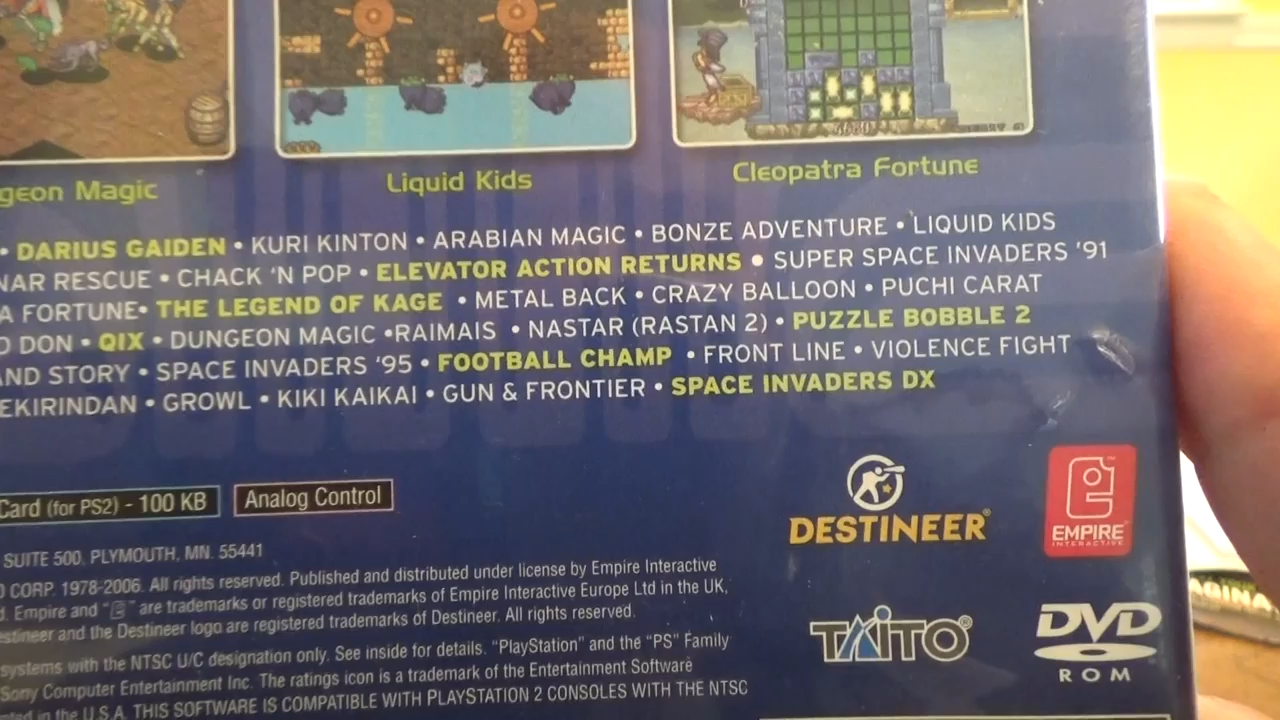 geon Magic
Liquid Kids
Cleopatra Fortune
• DARIUS GAIDEN • KURI KINTON • ARABIAN MAGIC • BONZE ADVENTURE • LIQUID KIDS
NAR RESCUE • CHACK 'N POP • ELEVATOR ACTION RETURNS • SUPER SPACE INVADERS '91
A FORTUNE• THE LEGEND OF KAGE • METAL BACK • CRAZY BALLOON • PUCHI CARAT
O DON • QIX • DUNGEON MAGIC •RAIMAIS • NASTAR (RASTAN 2) • PUZZLE BOBBLE 2
AND STORY • SPACE INVADERS '95 • FOOTBALL CHAMP • FRONT LINE • VIOLENCE FIGHT
EKIRINDAN • GROWL • KIKI KAIKAI • GUN & FRONTIER • SPACE INVADERS DX
Card (for PS2) - 100 KB
Analog Control
DESTINEER®
EMPIRE
INTERACTIVE
SUITE 500, PLYMOUTH, MN. 55441
O CORP. 1978-2006. All rights reserved. Published and distributed under license by Empire Interactive
d. Empire and "E" are trademarks or registered trademarks of Empire Interactive Europe Ltd in the UK,
estineer and the Destineer logo are registered trademarks of Destineer. All rights reserved.
systems with the NTSC U/C designation only. See inside for details. "PlayStation" and the "PS" Family
Sony Computer Entertainment Inc. The ratings icon is a trademark of the Entertainment Software
nted in the U.S.A. THIS SOFTWARE IS COMPATIBLE WITH PLAYSTATION 2 CONSOLES WITH THE NTSC
TAITO®
DVD
ROM
AGINA